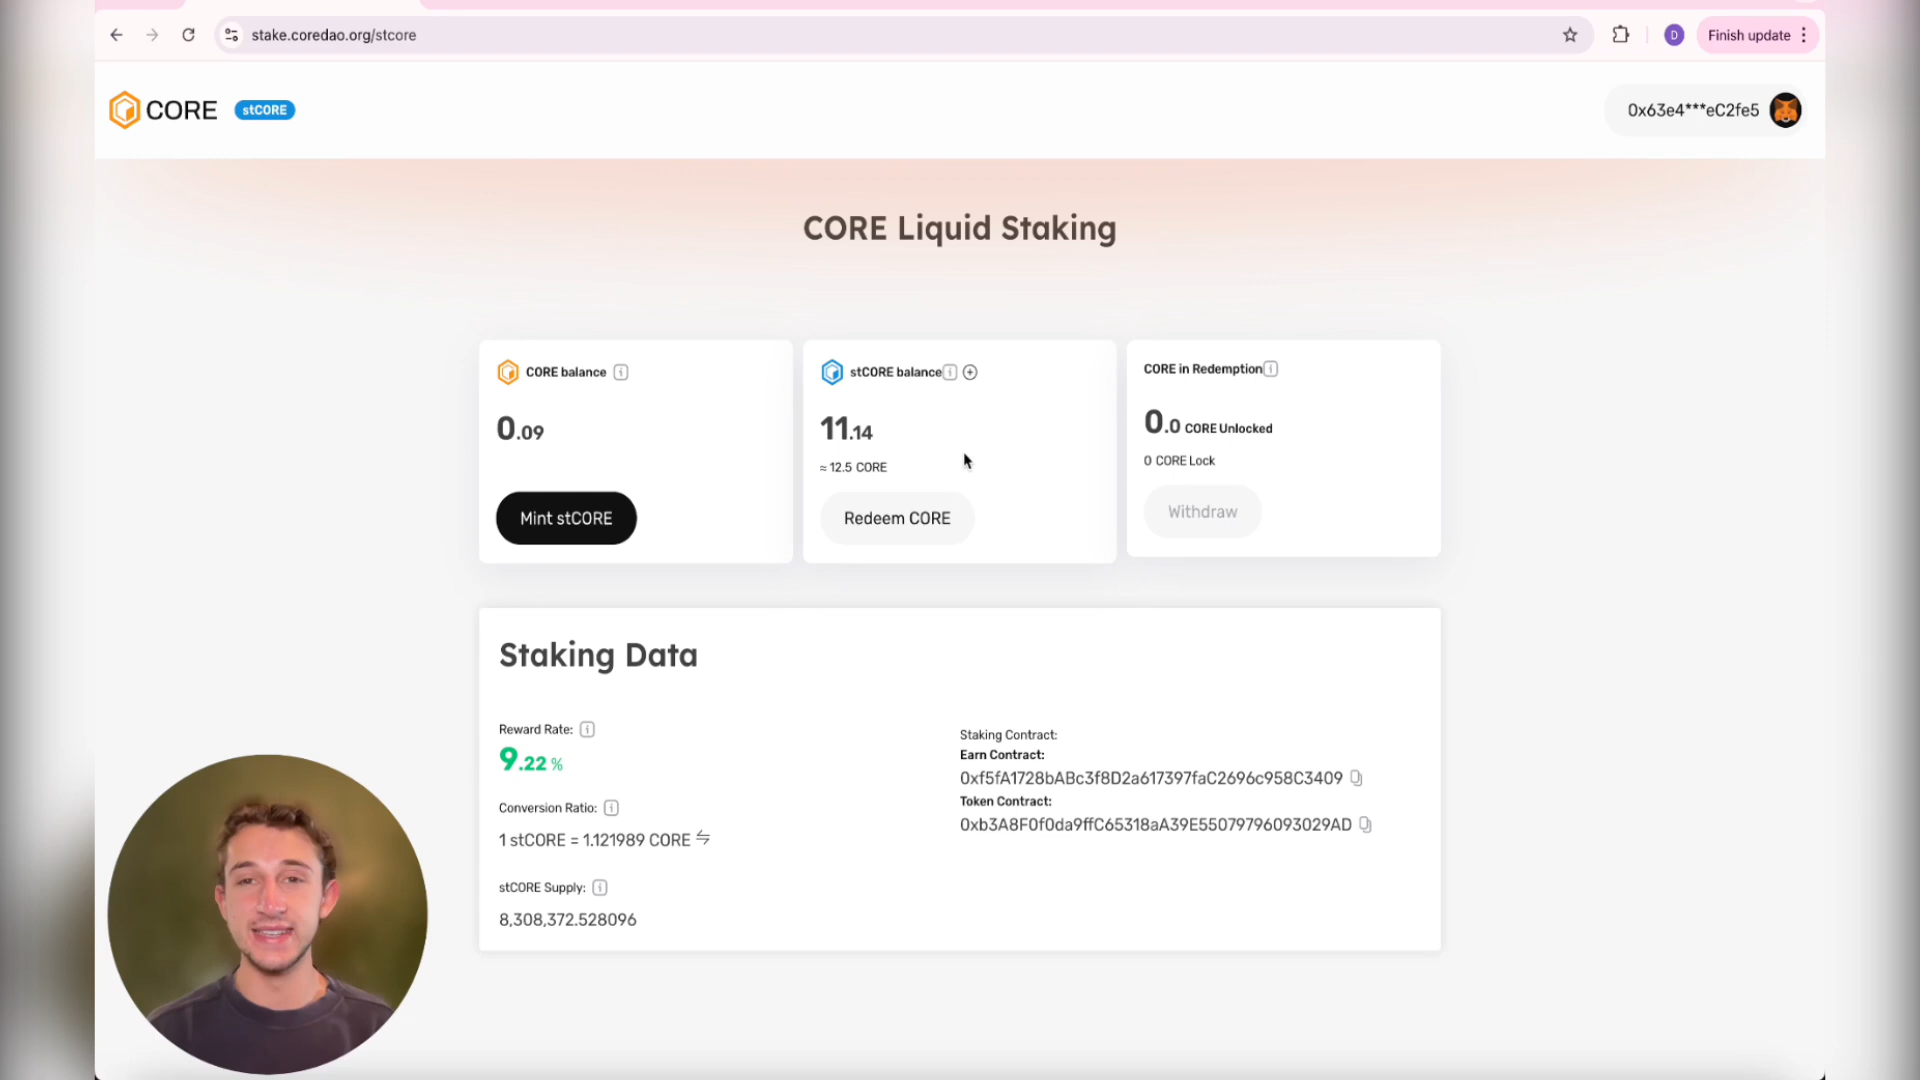 stake.coredao.org/stcore
D
Finish update
CORE
stCORE
0x63e4***eC2fe5
CORE Liquid Staking
CORE balance
0.09
Mint stCORE
stCORE balance
11.14
≈ 12.5 CORE
Redeem CORE
CORE in Redemption
0.0 CORE Unlocked
0 CORE Lock
Withdraw
Staking Data
Reward Rate:
9.22 %
Conversion Ratio:
1 stCORE = 1.121989 CORE
stCORE Supply:
8,308,372.528096
Staking Contract:
Earn Contract:
0xf5fA1728bABc3f8D2a617397faC2696c958C3409
Token Contract:
0xb3A8F0f0da9ffC65318aA39E55079796093029AD